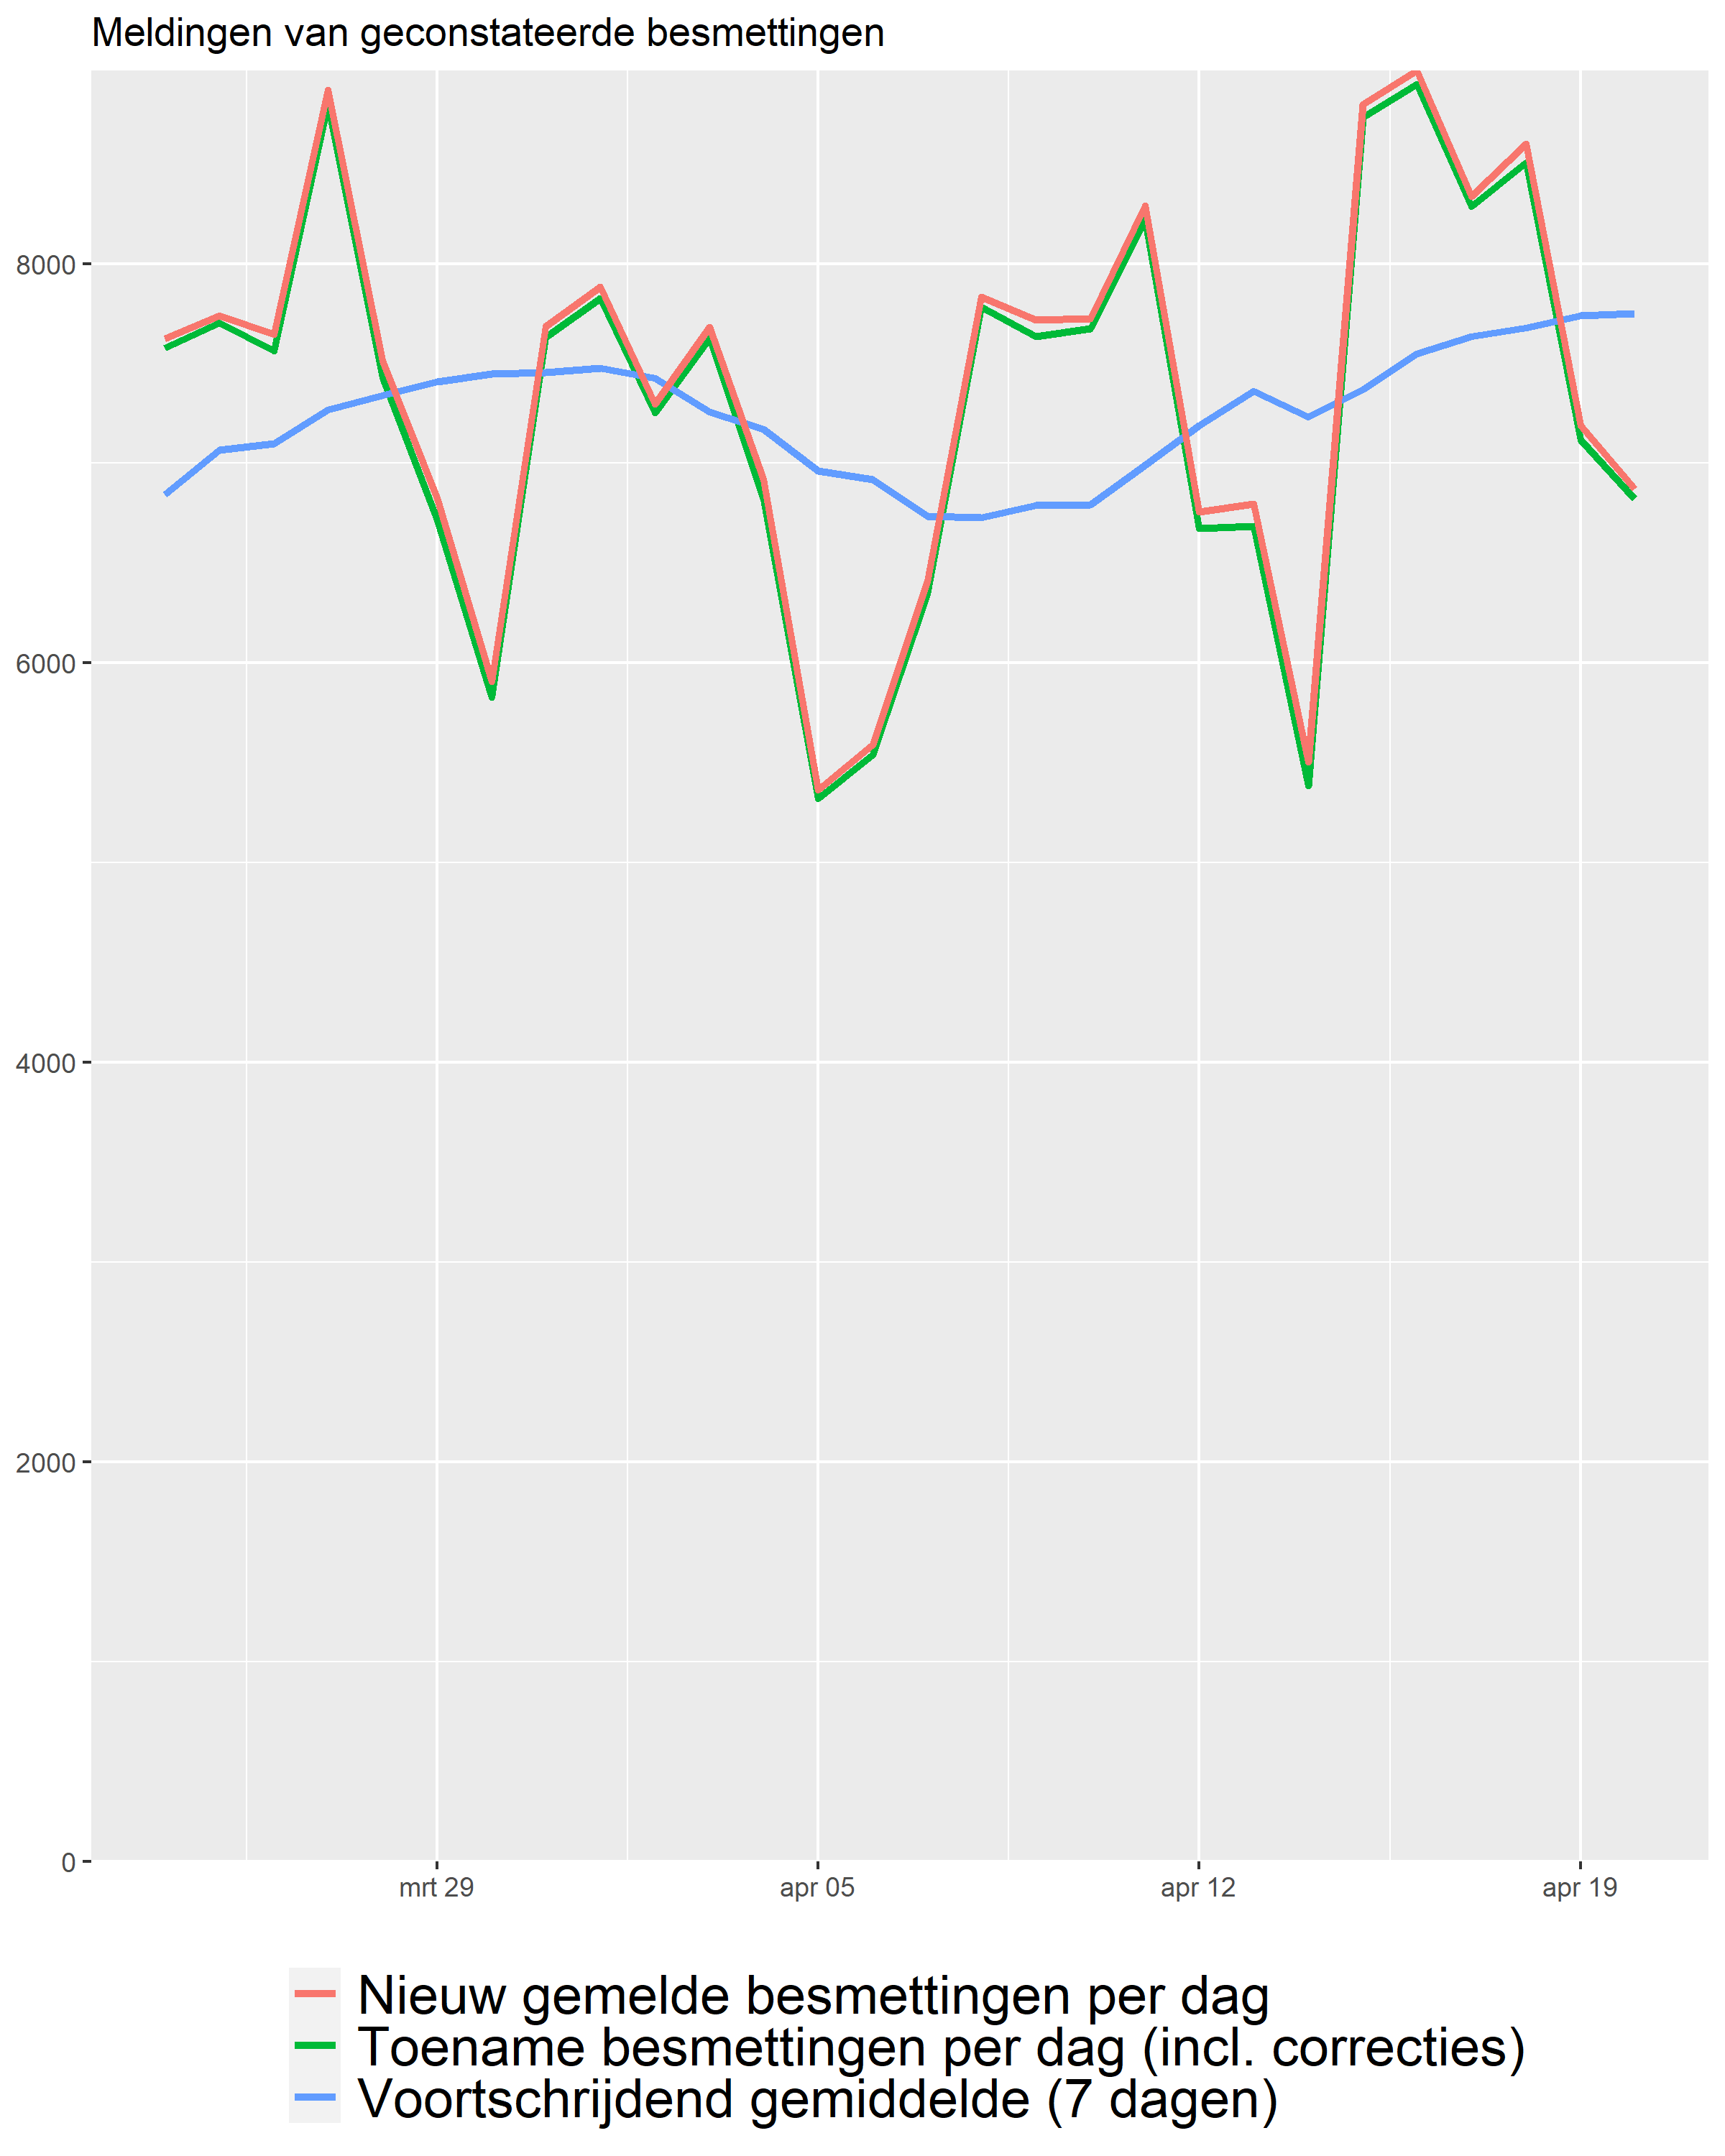 Meldingen van geconstateerde besmettingen
8000
6000
4000
2000
0
mrt 29 apr 05 apr 12 apr 19
Nieuw gemelde besmettingen per dag
Toename besmettingen per dag (incl. correcties)
Voortschrijdend gemiddelde (7 dagen)